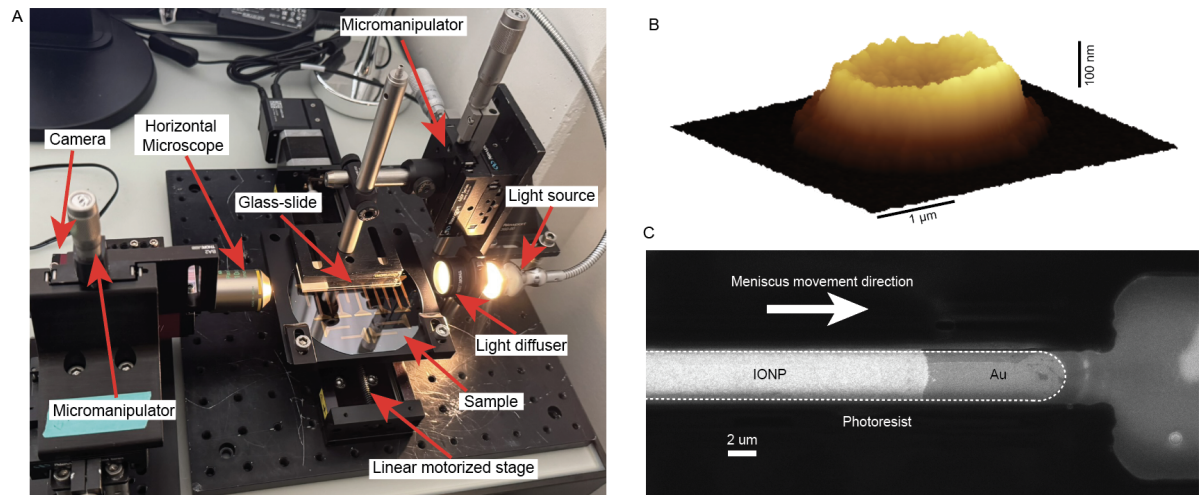 A
Micromanipulator
Camera
Horizontal
Microscope
Glass-slide
Light source
Light diffuser
Sample
Micromanipulator
Linear motorized stage
B
100 nm
1 µm
C
Meniscus movement direction
IONP
Au
Photoresist
2 um